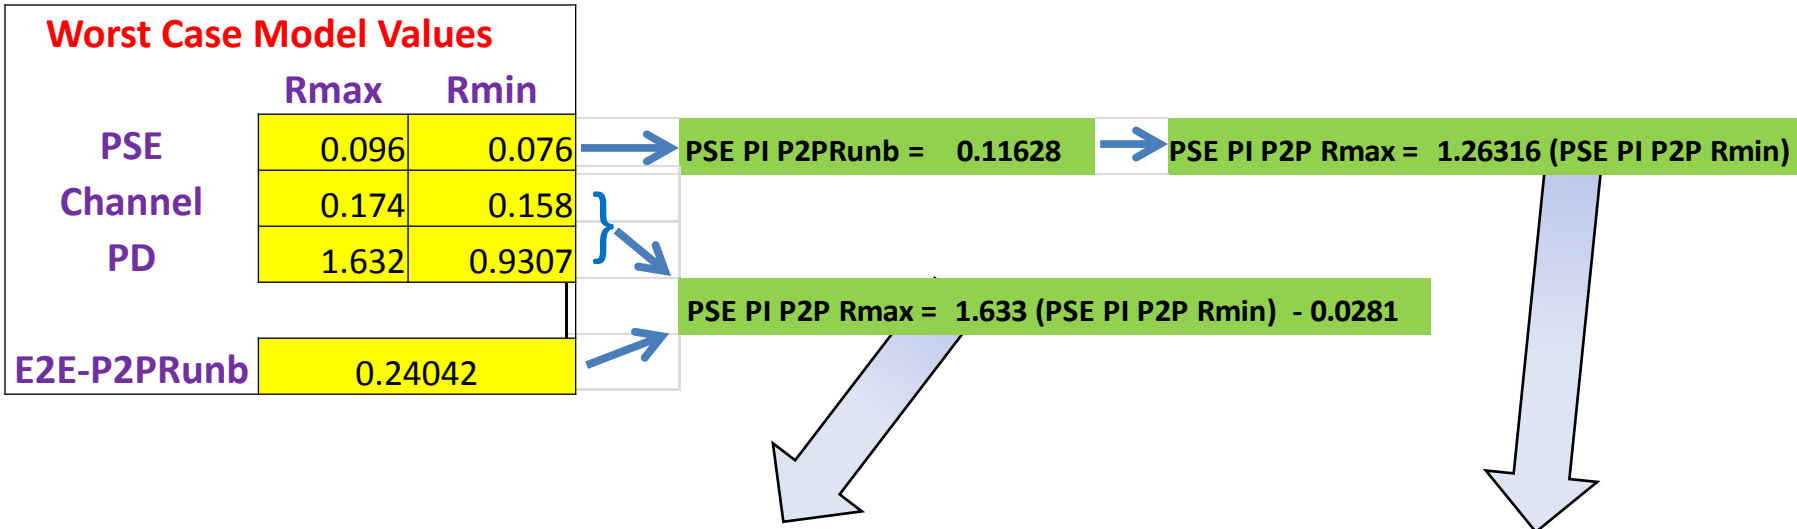 Worst Case Model Values
Rmax Rmin
PSE 0.096 0.076
PSE PI P2PRunb = 0.11628
PSE PI P2P Rmax = 1.26316 (PSE PI P2P Rmin)
Channel 0.174 0.158
}
PD 1.632 0.9307
PSE PI P2P Rmax = 1.633 (PSE PI P2P Rmin) - 0.0281
E2E-P2PRunb 0.24042